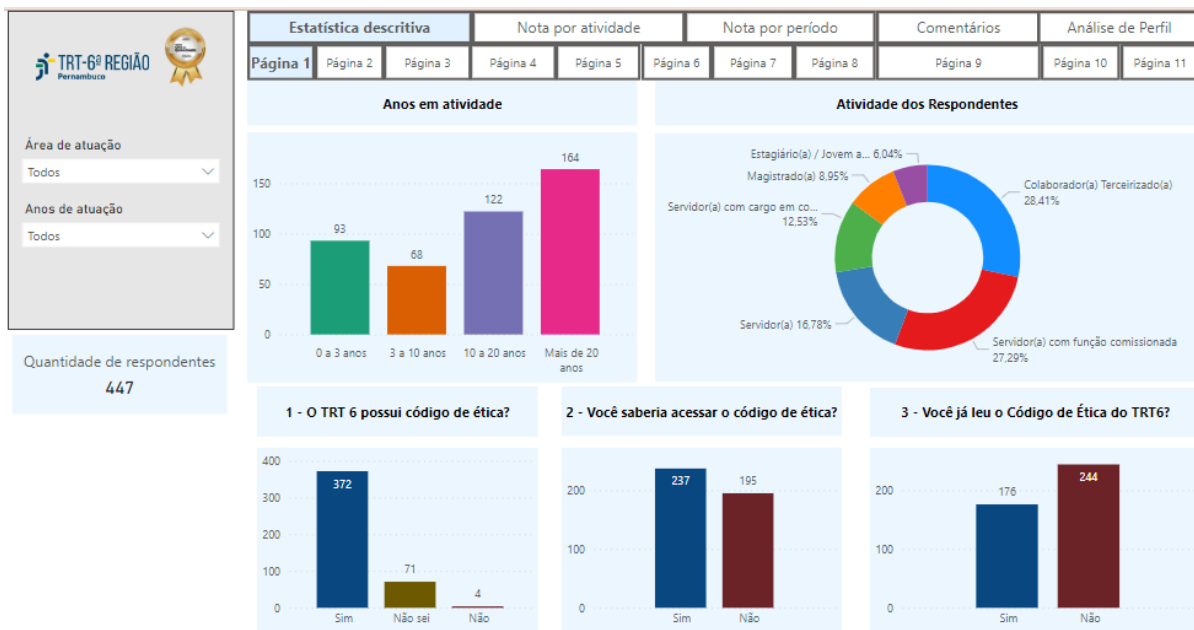 TRT-6ª REGIÃO
Pernambuco
Área de atuação
Todos
Anos de atuação
Todos
Quantidade de respondentes
447
Estatística descritiva
Nota por atividade
Nota por período
Comentários
Análise de Perfil
Página 1
Página 2
Página 3
Página 4
Página 5
Página 6
Página 7
Página 8
Página 9
Página 10
Página 11
Anos em atividade
150
100
50
0
93
68
122
164
0 a 3 anos
3 a 10 anos
10 a 20 anos
Mais de 20
anos
Atividade dos Respondentes
Estagiário(a) / Jovem a... 6,04%
Magistrado(a) 8,95%
Servidor(a) com cargo em co...
12,53%
Servidor(a) 16,78%
Colaborador(a) Terceirizado(a)
28,41%
Servidor(a) com função comissionada
27,29%
1 - O TRT 6 possui código de ética?
400
300
200
100
0
372
71
4
Sim
Não sei
Não
2 - Você saberia acessar o código de ética?
200
100
0
237
195
Sim
Não
3 - Você já leu o Código de Ética do TRT6?
200
100
0
176
244
Sim
Não